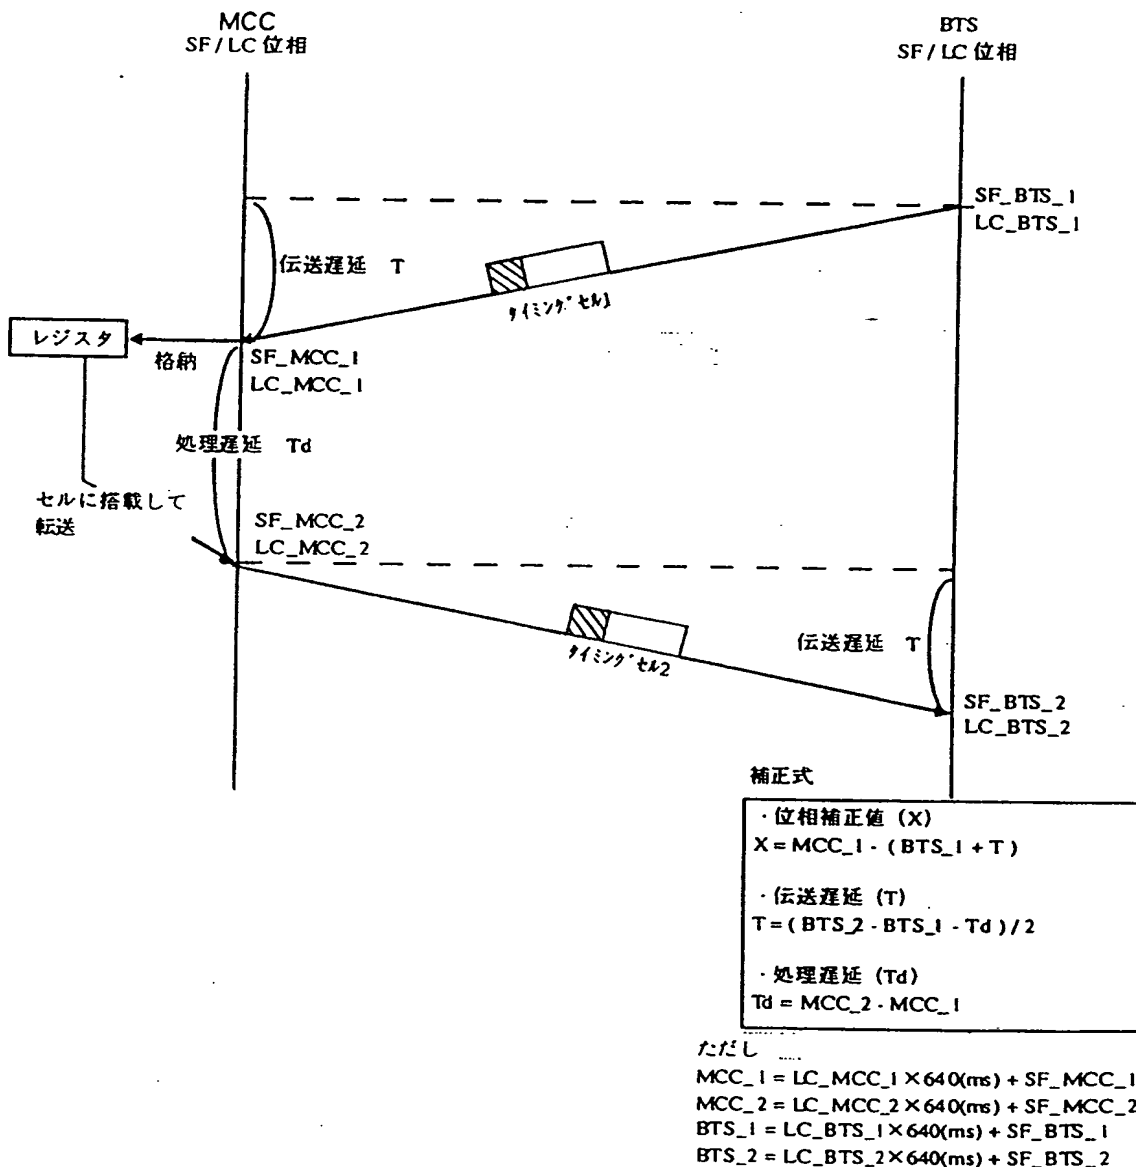 MCC
SF/LC 位相
BTS
SF/LC 位相
SF_BTS_1
LC_BTS_1
伝送遅延 T
タイミングセル1
レジスタ
格納
SF_MCC_1
LC_MCC_1
処理遅延 Td
セルに搭載して
転送
SF_MCC_2
LC_MCC_2
タイミングセル2
伝送遅延 T
SF_BTS_2
LC_BTS_2
補正式
・位相補正値 (X)
X = MCC_1 - ( BTS_1 + T )
・伝送遅延 (T)
T = ( BTS_2 - BTS_1 - Td ) / 2
・処理遅延 (Td)
Td = MCC_2 - MCC_1
ただし
MCC_1 = LC_MCC_1 × 640(ms) + SF_MCC_1
MCC_2 = LC_MCC_2 × 640(ms) + SF_MCC_2
BTS_1 = LC_BTS_1 × 640(ms) + SF_BTS_1
BTS_2 = LC_BTS_2 × 640(ms) + SF_BTS_2